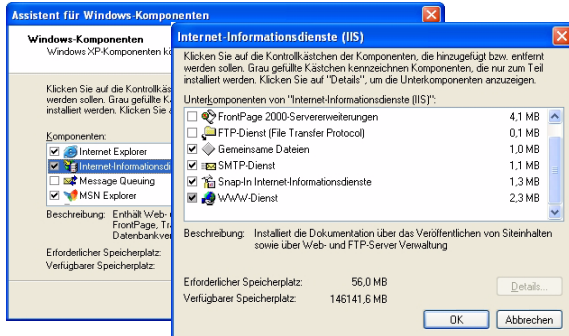 Assistent für Windows-Komponenten
Windows-Komponenten
Windows XP-Komponenten
Klicken Sie auf die
werden sollen. Grau gefüllte
installiert werden. Klicken Sie
Komponenten:
Internet Explorer
Message Queuing
MSN Explorer
Beschreibung: Enthält Web-
FrontPage,
Erforderlicher Speicherplatz:
Verfügbarer Speicherplatz:
Internet-Informationsdienste (IIS)
Klicken Sie auf die Kontrollkästchen der Komponenten, die hinzugefügt bzw. entfernt
werden sollen. Grau gefüllte Kästchen kennzeichnen Komponenten, die nur zum Teil
installiert werden. Klicken Sie auf "Details", um die Unterkomponenten anzuzeigen.
Unterkomponenten von "Internet-Informationsdienste (IIS)":
FrontPage 2000-Servererweiterungen 4,1 MB
FTP-Dienst (File Transfer Protocol) 0,1 MB
Gemeinsame Dateien 1,0 MB
SMTP-Dienst 1,1 MB
Snap-In Internet-Informationsdienste 1,3 MB
WWW-Dienst 2,3 MB
Beschreibung: Installiert die Dokumentation über das Veröffentlichen von Siteinhalten
sowie über Web- und FTP-Server Verwaltung
Erforderlicher Speicherplatz: 56,0 MB
Verfügbarer Speicherplatz: 146141,6 MB
Details...
OK
Abbrechen